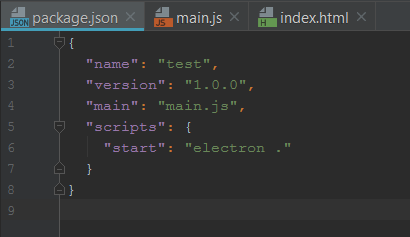 package.json main.js index.html
1 {
2 "name": "test",
3 "version": "1.0.0",
4 "main": "main.js",
5 "scripts": {
6 "start": "electron ."
7 }
8 }
9